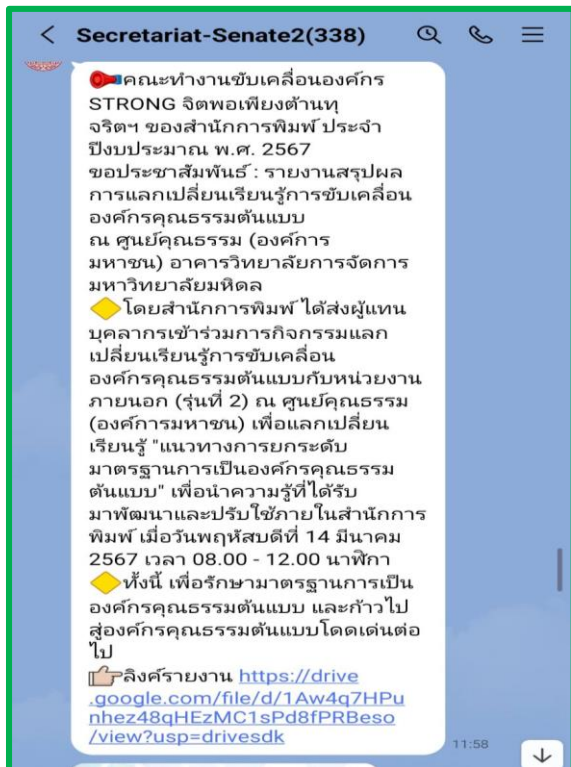 Secretariat-Senate2(338)
คณะทำงานขับเคลื่อนองค์กร
STRONG จิตพอเพียงต้านทุ
จริตฯ ของสำนักการพิมพ์ ประจำ
ปีงบประมาณ พ.ศ. 2567
ขอประชาสัมพันธ์ : รายงานสรุปผล
การแลกเปลี่ยนเรียนรู้การขับเคลื่อน
องค์กรคุณธรรมต้นแบบ
ณ ศูนย์คุณธรรม (องค์การ
มหาชน) อาคารวิทยาลัยการจัดการ
มหาวิทยาลัยมหิดล
โดยสำนักการพิมพ์ ได้ส่งผู้แทน
บุคลากรเข้าร่วมการกิจกรรมแลก
เปลี่ยนเรียนรู้การขับเคลื่อน
องค์กรคุณธรรมต้นแบบกับหน่วยงาน
ภายนอก (รุ่นที่ 2) ณ ศูนย์คุณธรรม
(องค์การมหาชน) เพื่อแลกเปลี่ยน
เรียนรู้ "แนวทางการยกระดับ
มาตรฐานการเป็นองค์กรคุณธรรม
ต้นแบบ" เพื่อนำความรู้ที่ได้รับ
มาพัฒนาและปรับใช้ภายในสำนักการ
พิมพ์ เมื่อวันพฤหัสบดีที่ 14 มีนาคม
2567 เวลา 08.00 - 12.00 นาฬิกา
ทั้งนี้ เพื่อรักษามาตรฐานการเป็น
องค์กรคุณธรรมต้นแบบ และก้าวไป
สู่องค์กรคุณธรรมต้นแบบโดดเด่นต่อ
ไป
ลิงค์รายงาน https://drive
.google.com/file/d/1Aw4q7HPu
nhez48qHEzMC1sPd8fPRBeso
/view?usp=drivesdk
11:58